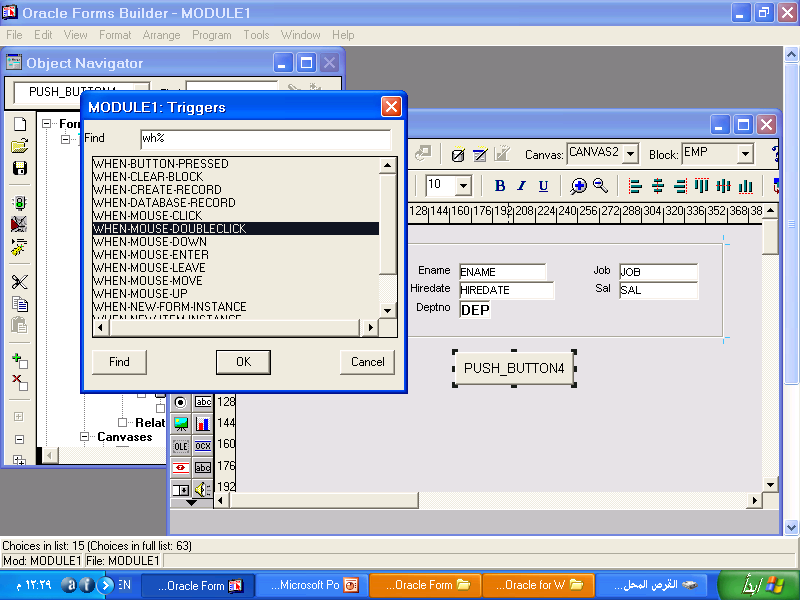 Oracle Forms Builder - MODULE1
File Edit View Format Arrange Program Tools Window Help
Object Navigator
PUSH_BUTTON4
MODULE1: Triggers
Find wh%
WHEN-BUTTON-PRESSED
WHEN-CLEAR-BLOCK
WHEN-CREATE-RECORD
WHEN-DATABASE-RECORD
WHEN-MOUSE-CLICK
WHEN-MOUSE-DOUBLECLICK
WHEN-MOUSE-DOWN
WHEN-MOUSE-ENTER
WHEN-MOUSE-LEAVE
WHEN-MOUSE-MOVE
WHEN-MOUSE-UP
WHEN-NEW-FORM-INSTANCE
WHEN-NEW-ITEM-INSTANCE
Find OK Cancel
Canvas: CANVAS2 Block: EMP
10 B I U
128 144 160 176 192 208 224 240 256 272 288 304 320 336 352 368 38
Ename ENAME Job JOB
Hiredate HIREDATE Sal SAL
Deptno DEP
PUSH_BUTTON4
abc 128
144
OLE OCX 160
abc 176
192
Relat
Canvases
Choices in list: 15 (Choices in full list: 63)
Mod: MODULE1 File: MODULE1
١٢:٢٩ م EN ...Oracle Form ...Microsoft Po ...Oracle Form ...Oracle for W القرص المحل... ابدأ